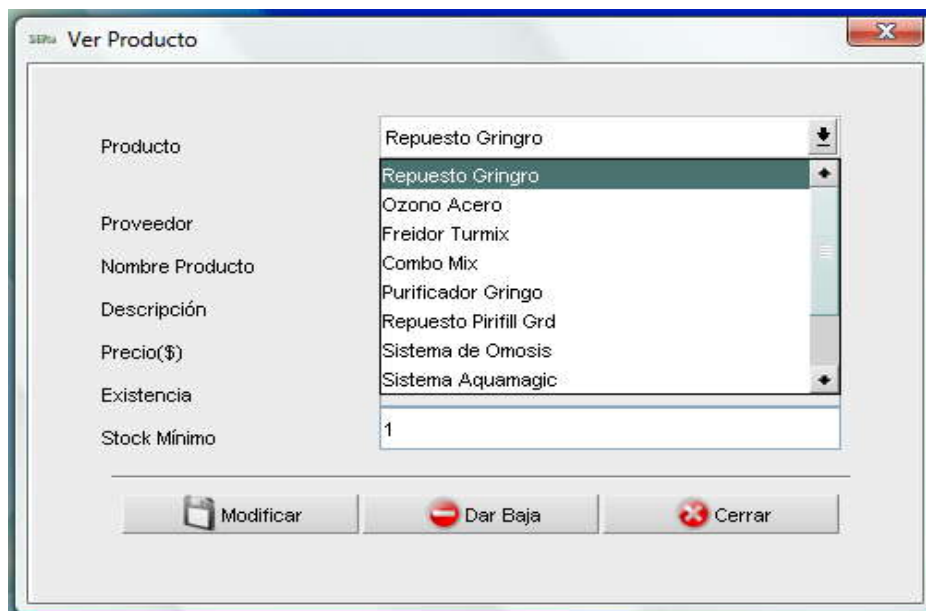 Ver Producto
Producto
Repuesto Gringro
Repuesto Gringro
Ozono Acero
Proveedor
Freidor Turmix
Nombre Producto
Combo Mix
Purificador Gringo
Descripción
Repuesto Pirifill Grd
Precio($)
Sistema de Omosis
Existencia
Sistema Aquamagic
Stock Mínimo
1
Modificar
Dar Baja
Cerrar